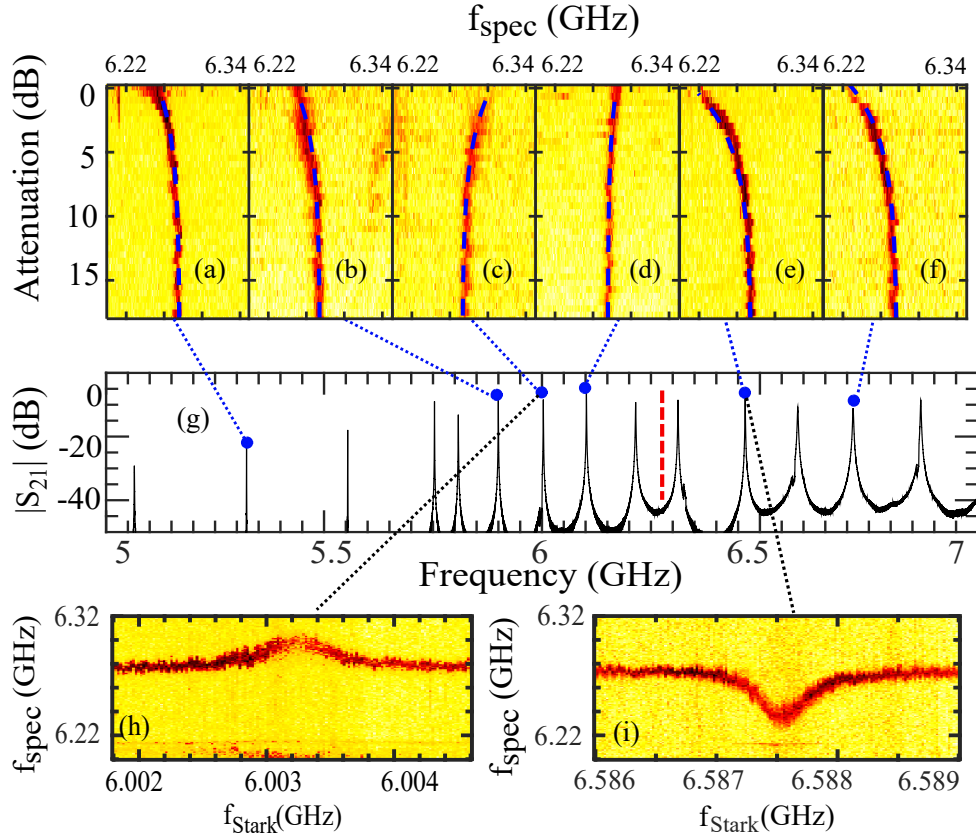 f_spec (GHz)
6.22 6.34 6.22 6.34 6.22 6.34 6.22 6.34 6.22 6.34 6.22 6.34
Attenuation (dB)
0
5
10
15
(a) (b) (c) (d) (e) (f)
|S_21| (dB)
0
-20
-40
(g)
5 5.5 6 6.5 7
Frequency (GHz)
f_spec (GHz)
6.32
6.22
(h)
6.002 6.003 6.004
f_Stark(GHz)
f_spec (GHz)
6.32
6.22
(i)
6.586 6.587 6.588 6.589
f_Stark(GHz)